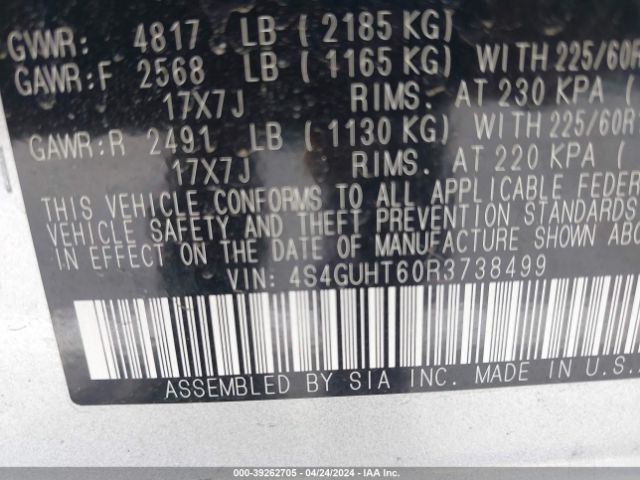 GVWR: 4817 LB ( 2185 KG)
GAWR:F 2568 LB ( 1165 KG) WITH 225/60R
17X7J RIMS. AT 230 KPA (
GAWR:R 2491 LB ( 1130 KG) WITH 225/60R
17X7J RIMS. AT 220 KPA (
THIS VEHICLE CONFORMS TO ALL APPLICABLE FEDER
VEHICLE SAFETY AND THEFT PREVENTION STANDARDS
IN EFFECT ON THE DATE OF MANUFACTURE SHOWN ABO
VIN: 4S4GUHT60R3738499
ASSEMBLED BY SIA INC. MADE IN U.S.
000-39262705 / 04/24/2024 / IAA Inc.